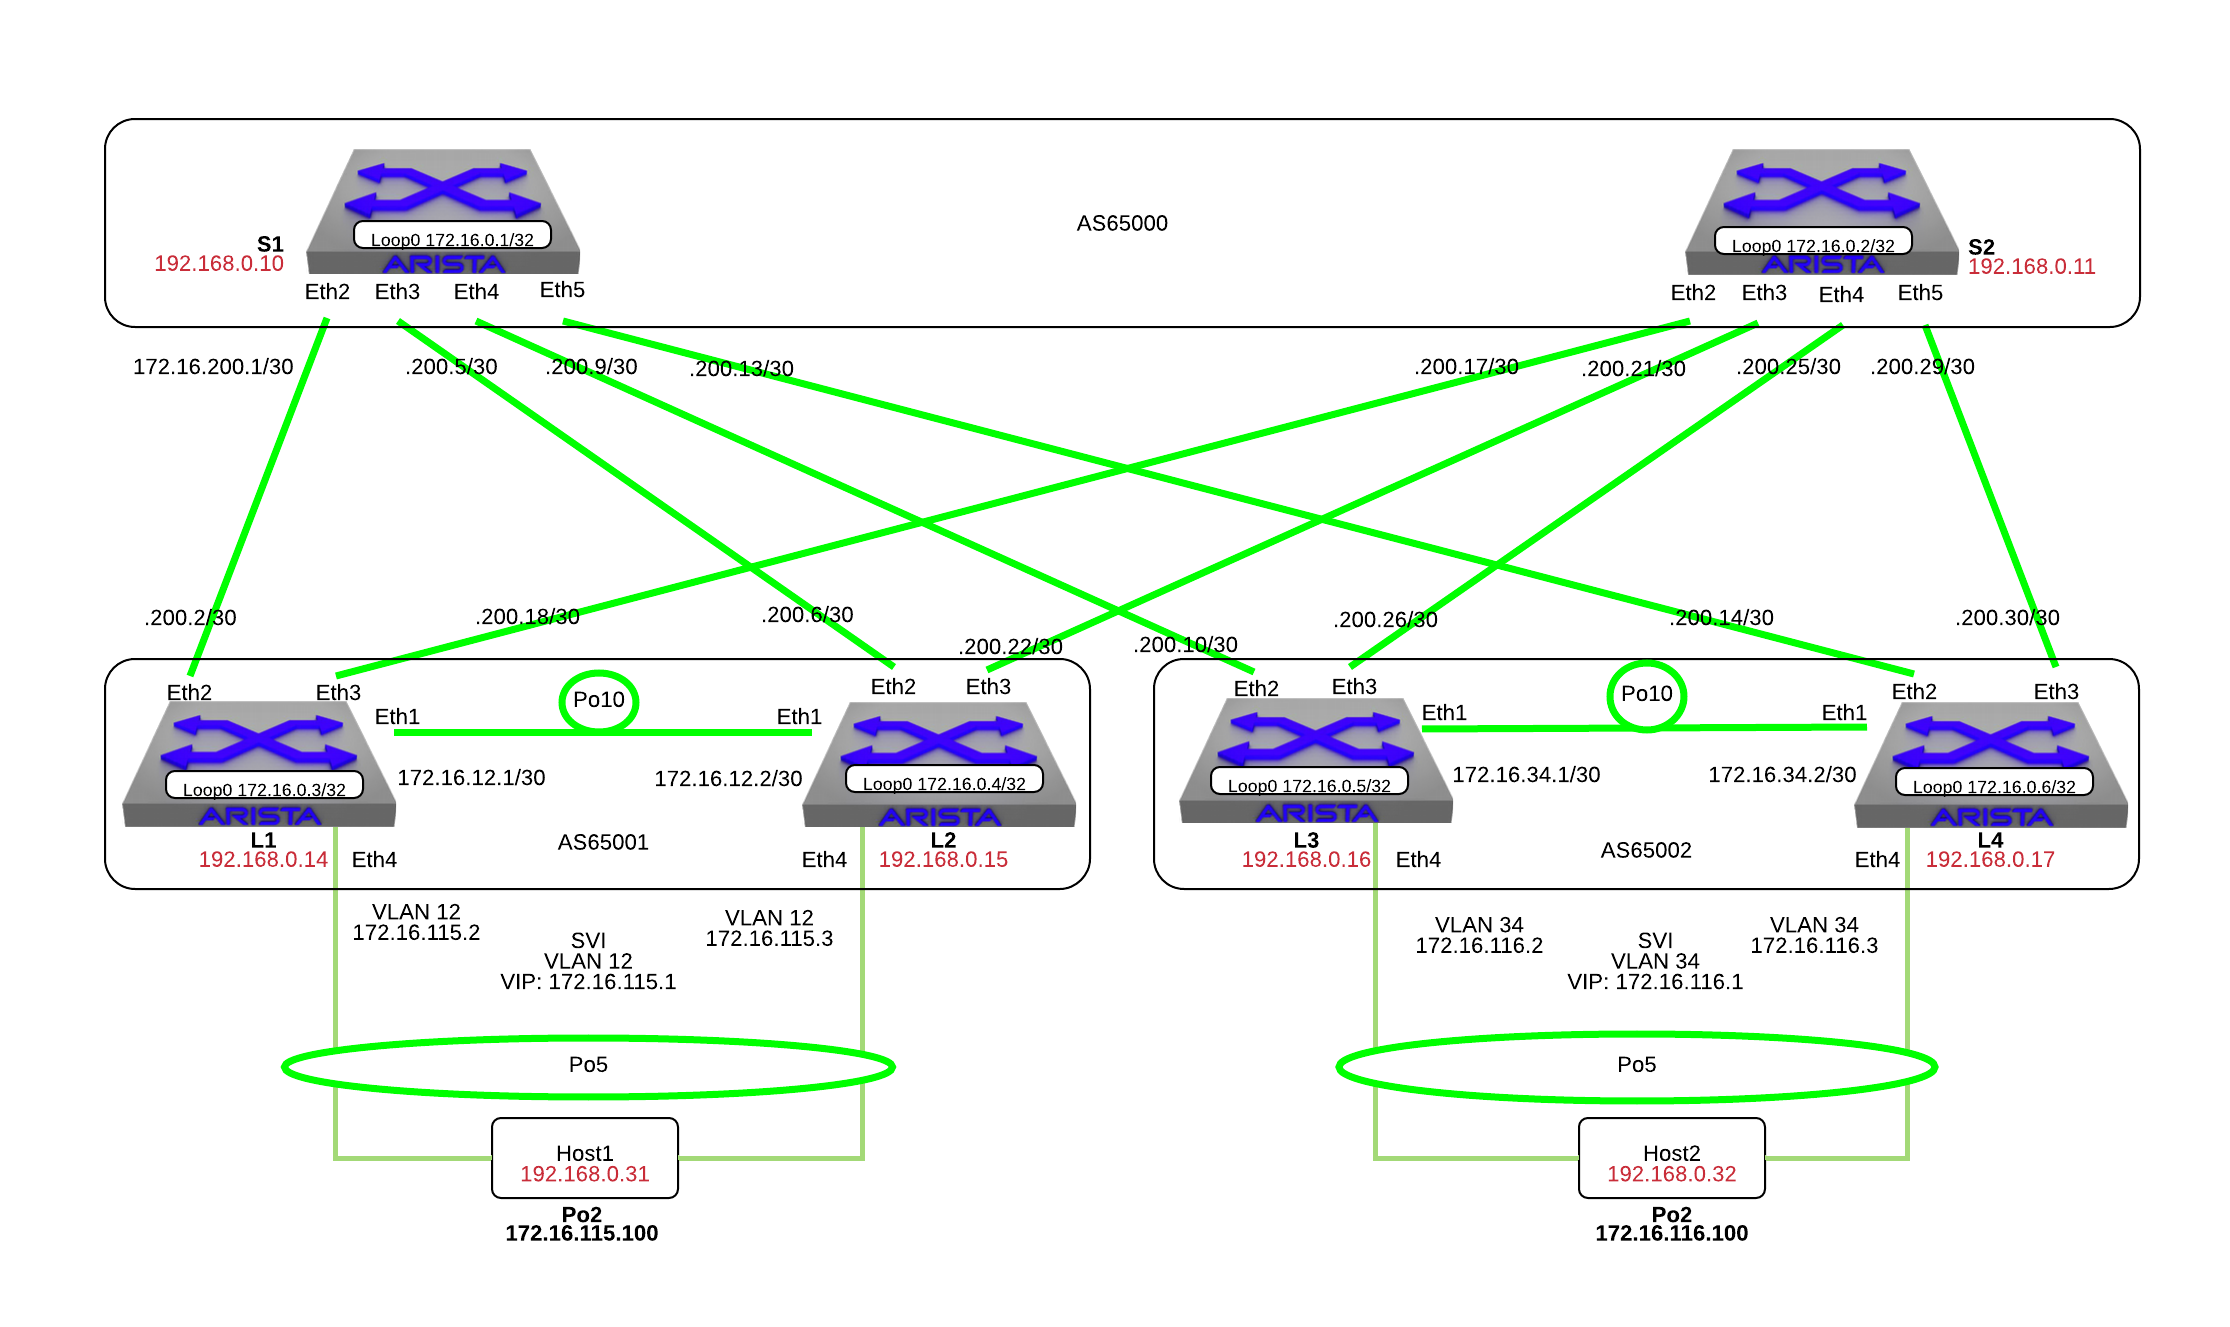 AS65000
Loop0 172.16.0.1/32
ARISTA
S1
192.168.0.10
Eth2
Eth3
Eth4
Eth5
Loop0 172.16.0.2/32
ARISTA
S2
192.168.0.11
Eth2
Eth3
Eth4
Eth5
172.16.200.1/30
.200.5/30
.200.9/30
.200.13/30
.200.17/30
.200.21/30
.200.25/30
.200.29/30
.200.2/30
.200.18/30
.200.6/30
.200.22/30
.200.10/30
.200.26/30
.200.14/30
.200.30/30
Eth2
Eth3
Eth1
Po10
Eth1
Eth2
Eth3
Loop0 172.16.0.3/32
ARISTA
172.16.12.1/30
172.16.12.2/30
Loop0 172.16.0.4/32
ARISTA
L1
192.168.0.14
Eth4
AS65001
Eth4
L2
192.168.0.15
Eth2
Eth3
Eth1
Po10
Eth1
Eth2
Eth3
Loop0 172.16.0.5/32
ARISTA
172.16.34.1/30
172.16.34.2/30
Loop0 172.16.0.6/32
ARISTA
L3
192.168.0.16
Eth4
AS65002
Eth4
L4
192.168.0.17
VLAN 12
172.16.115.2
SVI
VLAN 12
VIP: 172.16.115.1
VLAN 12
172.16.115.3
VLAN 34
172.16.116.2
SVI
VLAN 34
VIP: 172.16.116.1
VLAN 34
172.16.116.3
Po5
Po5
Host1
192.168.0.31
Po2
172.16.115.100
Host2
192.168.0.32
Po2
172.16.116.100